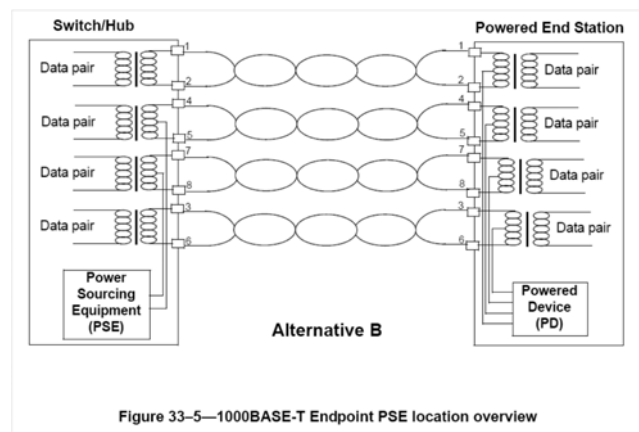 Switch/Hub
Powered End Station
1
Data pair
2
4
Data pair
5
7
Data pair
8
3
Data pair
6
Power
Sourcing
Equipment
(PSE)
1
Data pair
2
4
Data pair
5
7
Data pair
8
3
Data pair
6
Powered
Device
(PD)
Alternative B
Figure 33–5—1000BASE-T Endpoint PSE location overview